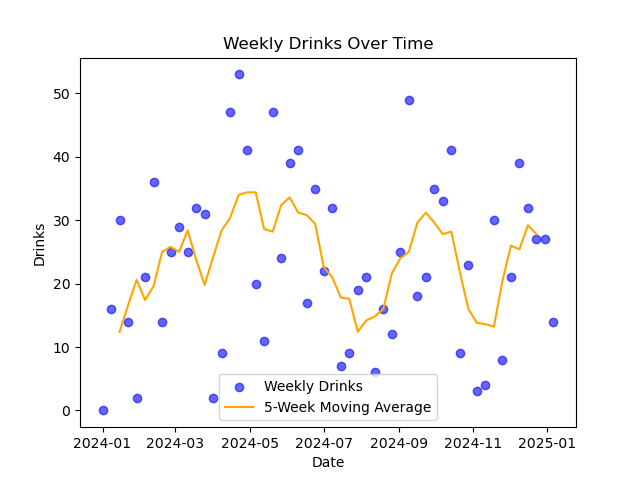 Weekly Drinks Over Time
50
40
30
20
10
0
Drinks
Weekly Drinks
5-Week Moving Average
2024-01 2024-03 2024-05 2024-07 2024-09 2024-11 2025-01
Date